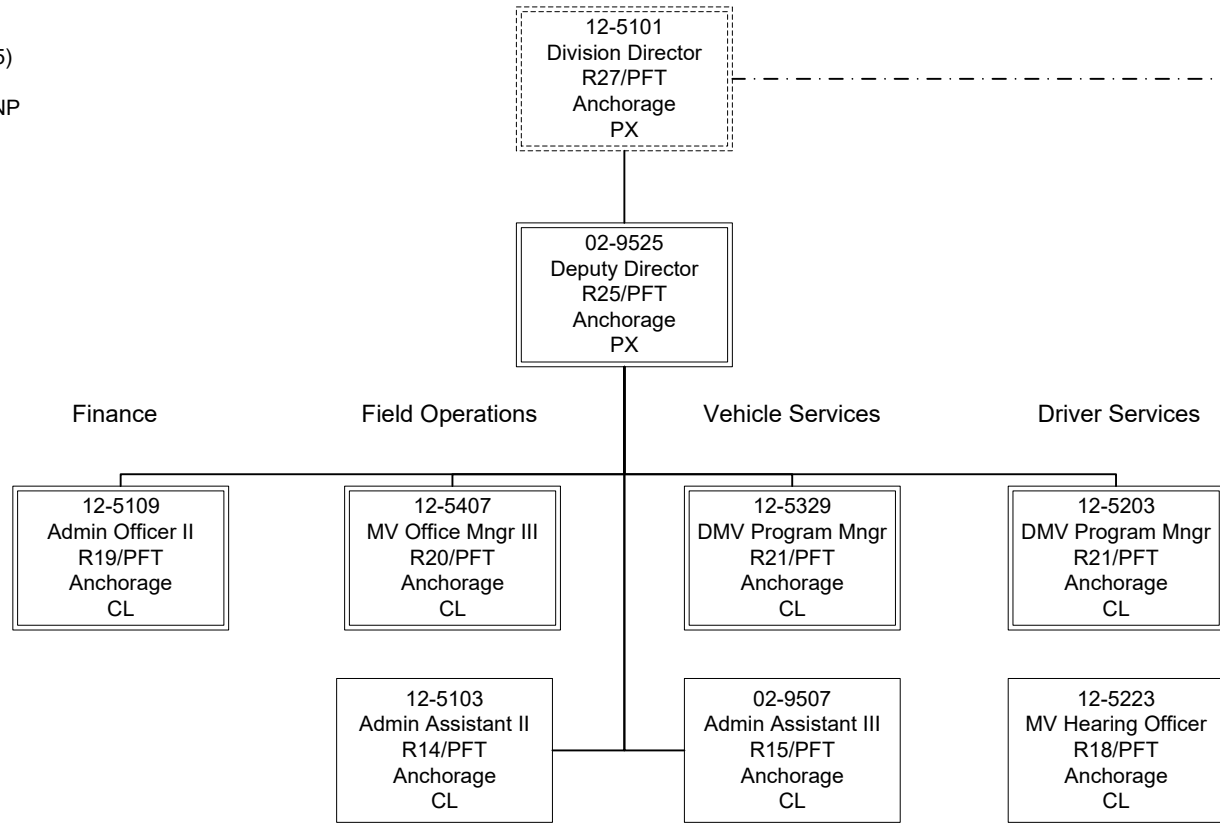 5)
NP
12-5101
Division Director
R27/PFT
Anchorage
PX
02-9525
Deputy Director
R25/PFT
Anchorage
PX
Finance
Field Operations
Vehicle Services
Driver Services
12-5109
Admin Officer II
R19/PFT
Anchorage
CL
12-5407
MV Office Mngr III
R20/PFT
Anchorage
CL
12-5329
DMV Program Mngr
R21/PFT
Anchorage
CL
12-5203
DMV Program Mngr
R21/PFT
Anchorage
CL
12-5103
Admin Assistant II
R14/PFT
Anchorage
CL
02-9507
Admin Assistant III
R15/PFT
Anchorage
CL
12-5223
MV Hearing Officer
R18/PFT
Anchorage
CL